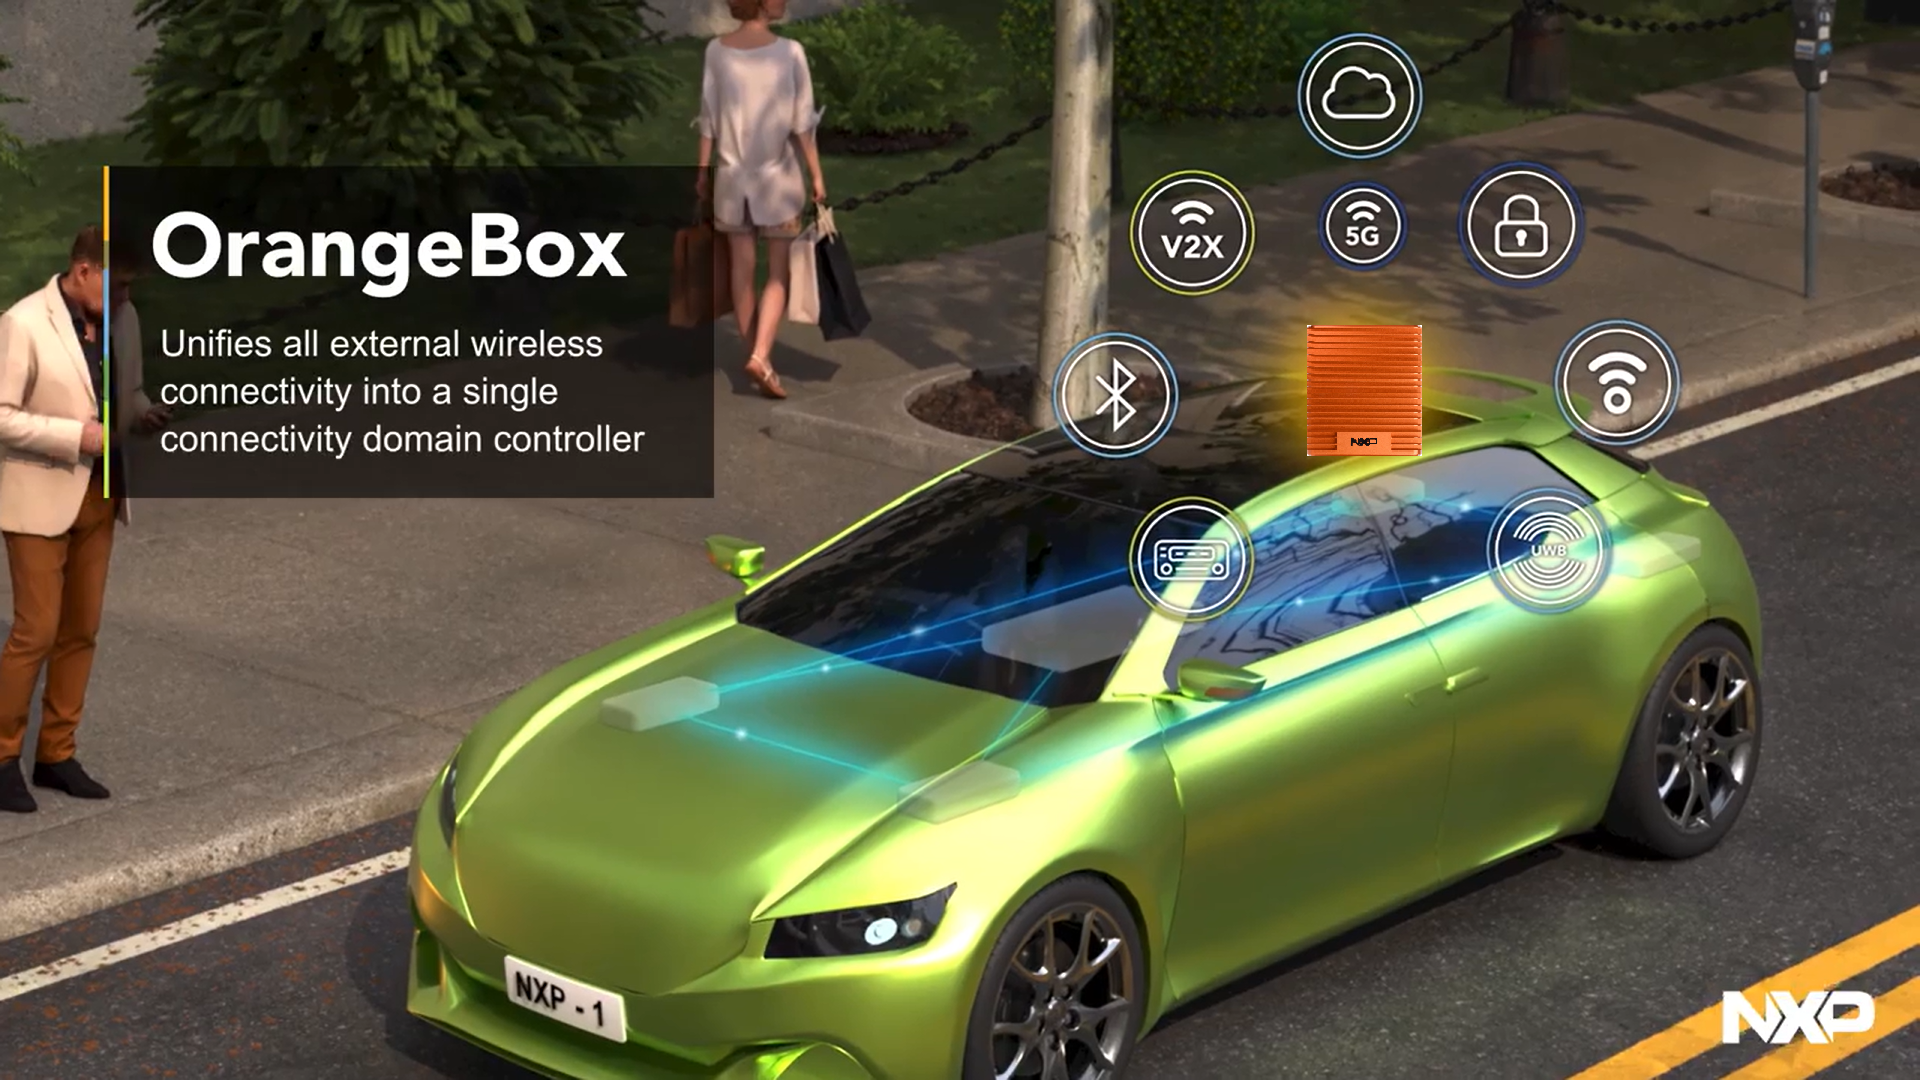 OrangeBox
Unifies all external wireless
connectivity into a single
connectivity domain controller
V2X
5G
NXP
UWB
NXP - 1
NXP